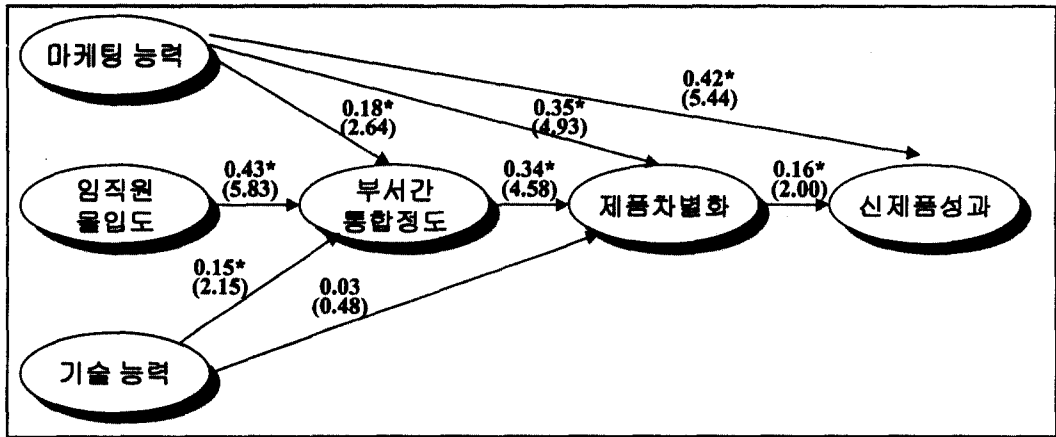 마케팅 능력
0.42*
(5.44)
0.18*
(2.64)
0.35*
(4.93)
임직원
몰입도
0.43*
(5.83)
부서간
통합정도
0.34*
(4.58)
제품차별화
0.16*
(2.00)
신제품성과
0.15*
(2.15)
0.03
(0.48)
기술 능력